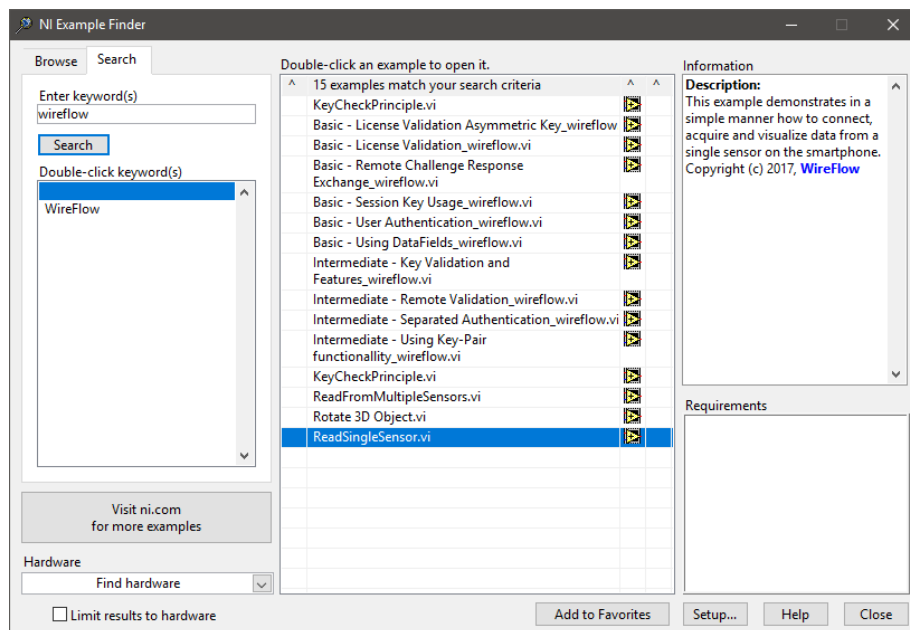 NI Example Finder
Browse
Search
Enter keyword(s)
wireflow
Search
Double-click keyword(s)
WireFlow
Visit ni.com
for more examples
Hardware
Find hardware
Limit results to hardware
Double-click an example to open it.
15 examples match your search criteria
KeyCheckPrinciple.vi
Basic - License Validation Asymmetric Key_wireflow
Basic - License Validation_wireflow.vi
Basic - Remote Challenge Response
Exchange_wireflow.vi
Basic - Session Key Usage_wireflow.vi
Basic - User Authentication_wireflow.vi
Basic - Using DataFields_wireflow.vi
Intermediate - Key Validation and
Features_wireflow.vi
Intermediate - Remote Validation_wireflow.vi
Intermediate - Separated Authentication_wireflow.vi
Intermediate - Using Key-Pair
functionallity_wireflow.vi
KeyCheckPrinciple.vi
ReadFromMultipleSensors.vi
Rotate 3D Object.vi
ReadSingleSensor.vi
Information
Description:
This example demonstrates in a
simple manner how to connect,
acquire and visualize data from a
single sensor on the smartphone.
Copyright (c) 2017, WireFlow
Requirements
Add to Favorites
Setup...
Help
Close